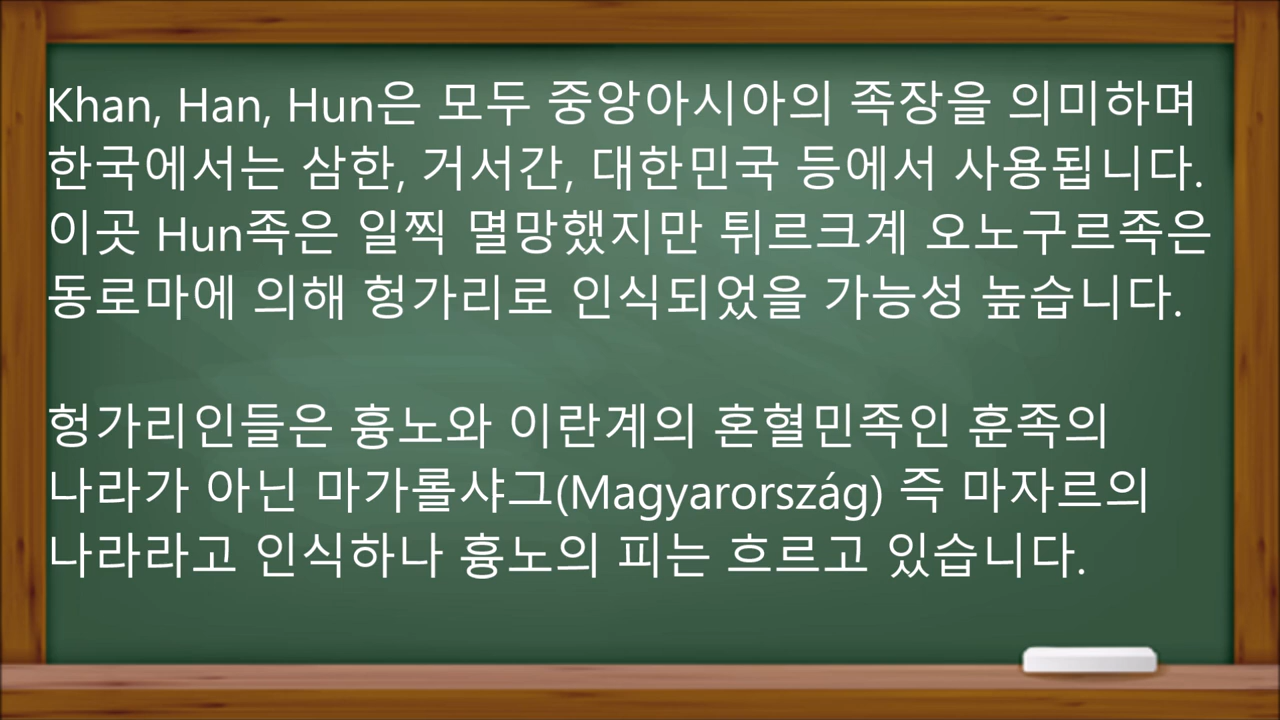 Khan, Han, Hun은 모두 중앙아시아의 족장을 의미하며
한국에서는 삼한, 거서간, 대한민국 등에서 사용됩니다.
이곳 Hun족은 일찍 멸망했지만 튀르크계 오노구르족은
동로마에 의해 헝가리로 인식되었을 가능성 높습니다.
헝가리인들은 흉노와 이란계의 혼혈민족인 훈족의
나라가 아닌 마가롤샤그(Magyarország) 즉 마자르의
나라라고 인식하나 흉노의 피는 흐르고 있습니다.